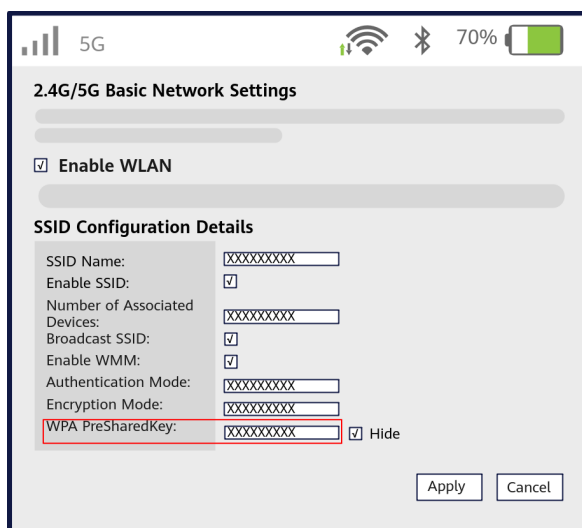 5G
70%
2.4G/5G Basic Network Settings
Enable WLAN
SSID Configuration Details
SSID Name: XXXXXXXXX
Enable SSID:
Number of Associated
Devices: XXXXXXXXX
Broadcast SSID:
Enable WMM:
Authentication Mode: XXXXXXXXX
Encryption Mode: XXXXXXXXX
WPA PreSharedKey: XXXXXXXXX Hide
Apply Cancel